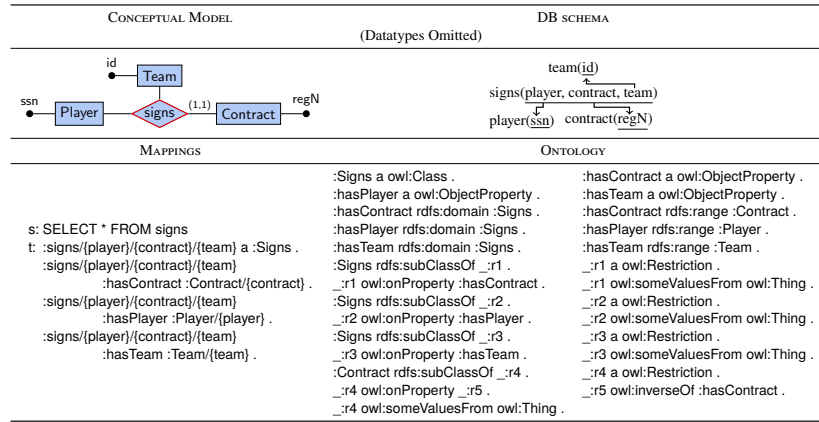 CONCEPTUAL MODEL DB SCHEMA
(Datatypes Omitted)
id
Team
ssn Player signs (1,1) Contract regN
team(id)
signs(player, contract, team)
player(ssn) contract(regN)
MAPPINGS ONTOLOGY
s: SELECT * FROM signs
t: :signs/{player}/{contract}/{team} a :Signs .
:signs/{player}/{contract}/{team}
:hasContract :Contract/{contract} .
:signs/{player}/{contract}/{team}
:hasPlayer :Player/{player} .
:signs/{player}/{contract}/{team}
:hasTeam :Team/{team} .
:Signs a owl:Class .
:hasPlayer a owl:ObjectProperty .
:hasContract rdfs:domain :Signs .
:hasPlayer rdfs:domain :Signs .
:hasTeam rdfs:domain :Signs .
:Signs rdfs:subClassOf _:r1 .
_:r1 owl:onProperty :hasContract .
:Signs rdfs:subClassOf _:r2 .
_:r2 owl:onProperty :hasPlayer .
:Signs rdfs:subClassOf _:r3 .
_:r3 owl:onProperty :hasTeam .
:Contract rdfs:subClassOf _:r4 .
_:r4 owl:onProperty _:r5 .
_:r4 owl:someValuesFrom owl:Thing .
:hasContract a owl:ObjectProperty .
:hasTeam a owl:ObjectProperty .
:hasContract rdfs:range :Contract .
:hasPlayer rdfs:range :Player .
:hasTeam rdfs:range :Team .
_:r1 a owl:Restriction .
_:r1 owl:someValuesFrom owl:Thing .
_:r2 a owl:Restriction .
_:r2 owl:someValuesFrom owl:Thing .
_:r3 a owl:Restriction .
_:r3 owl:someValuesFrom owl:Thing .
_:r4 a owl:Restriction .
_:r5 owl:inverseOf :hasContract .